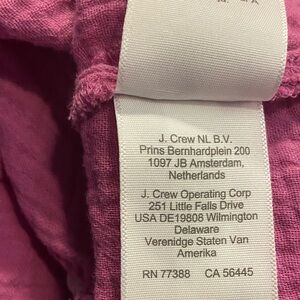 J. Crew NL B.V.
Prins Bernhardplein 200
1097 JB Amsterdam,
Netherlands
J. Crew Operating Corp
251 Little Falls Drive
USA DE19808 Wilmington
Delaware
Verenidge Staten Van
Amerika
RN 77388 CA 56445